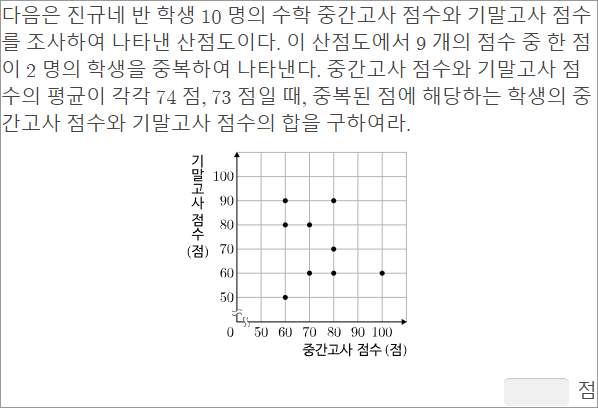 다음은 진규네 반 학생 10 명의 수학 중간고사 점수와 기말고사 점수
를 조사하여 나타낸 산점도이다. 이 산점도에서 9 개의 점수 중 한 점
이 2 명의 학생을 중복하여 나타낸다. 중간고사 점수와 기말고사 점
수의 평균이 각각 74 점, 73 점일 때, 중복된 점에 해당하는 학생의 중
간고사 점수와 기말고사 점수의 합을 구하여라.
기말고사 점수 (점)
100
90
80
70
60
50
0 50 60 70 80 90 100
중간고사 점수 (점)
점